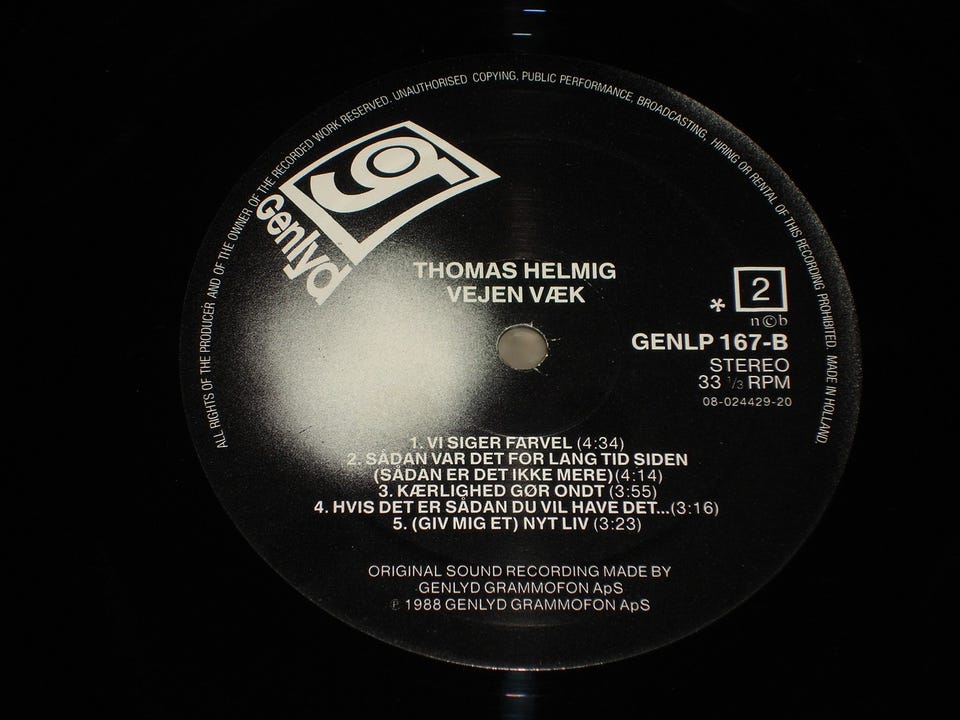 ALL RIGHTS OF THE PRODUCER AND OF THE OWNER OF THE RECORDED WORK RESERVED. UNAUTHORISED COPYING, PUBLIC PERFORMANCE, BROADCASTING, HIRING OR RENTAL OF THIS RECORDING PROHIBITED. MADE IN HOLLAND.
g
Genlyd
THOMAS HELMIG
VEJEN VÆK
* 2
n©b
GENLP 167-B
STEREO
33 1/3 RPM
08-024429-20
1. VI SIGER FARVEL (4:34)
2. SÅDAN VAR DET FOR LANG TID SIDEN
(SÅDAN ER DET IKKE MERE) (4:14)
3. KÆRLIGHED GØR ONDT (3:55)
4. HVIS DET ER SÅDAN DU VIL HAVE DET...(3:16)
5. (GIV MIG ET) NYT LIV (3:23)
ORIGINAL SOUND RECORDING MADE BY
GENLYD GRAMMOFON ApS
℗ 1988 GENLYD GRAMMOFON ApS